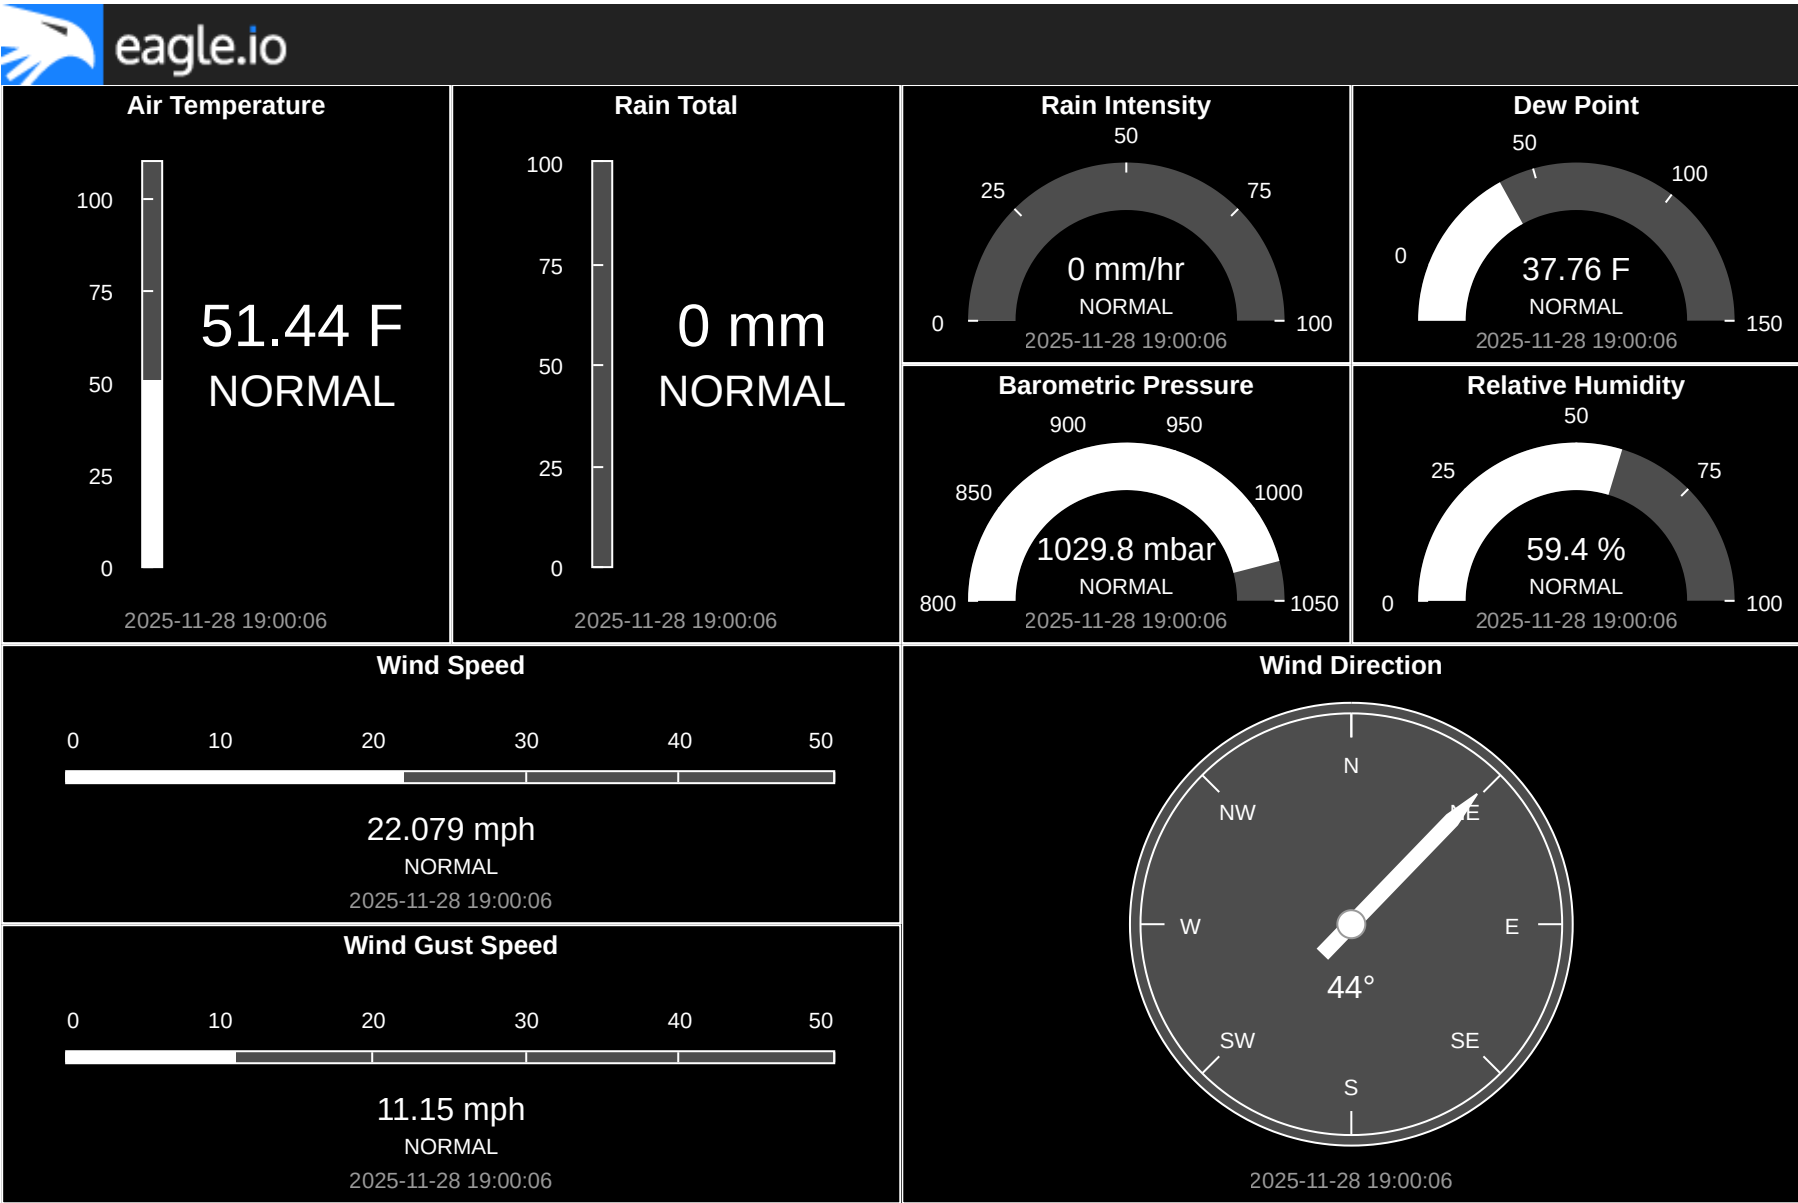 eagle.io
Air Temperature
100
75
50
25
0
51.44 F
NORMAL
2025-11-28 19:00:06
Rain Total
100
75
50
25
0
0 mm
NORMAL
2025-11-28 19:00:06
Rain Intensity
50
25
75
0
100
0 mm/hr
NORMAL
2025-11-28 19:00:06
Dew Point
50
100
0
150
37.76 F
NORMAL
2025-11-28 19:00:06
Barometric Pressure
900 950
850 1000
800 1050
1029.8 mbar
NORMAL
2025-11-28 19:00:06
Relative Humidity
50
25 75
0 100
59.4 %
NORMAL
2025-11-28 19:00:06
Wind Speed
0 10 20 30 40 50
22.079 mph
NORMAL
2025-11-28 19:00:06
Wind Gust Speed
0 10 20 30 40 50
11.15 mph
NORMAL
2025-11-28 19:00:06
Wind Direction
N
NW NE
W E
44°
SW SE
S
2025-11-28 19:00:06